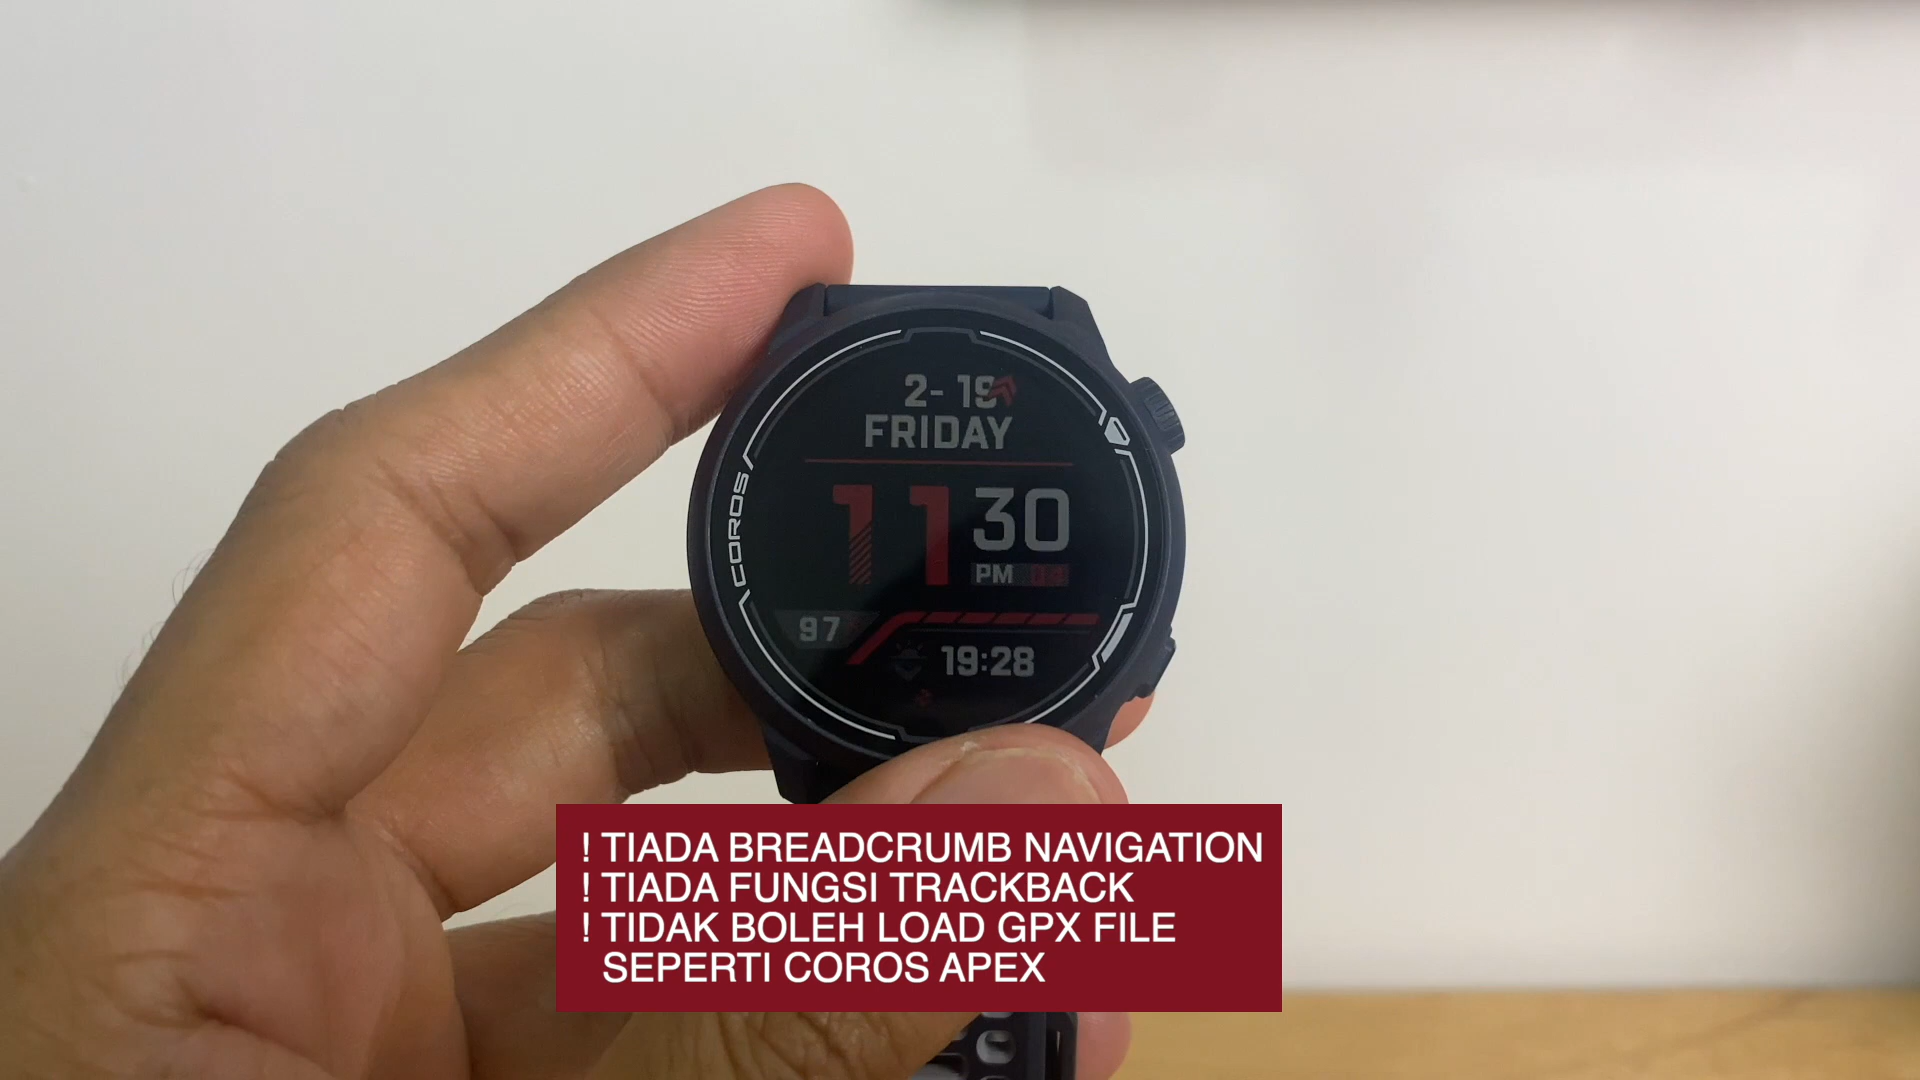 2- 19
FRIDAY
11 30
PM
97
19:28
COROS
! TIADA BREADCRUMB NAVIGATION
! TIADA FUNGSI TRACKBACK
! TIDAK BOLEH LOAD GPX FILE
SEPERTI COROS APEX